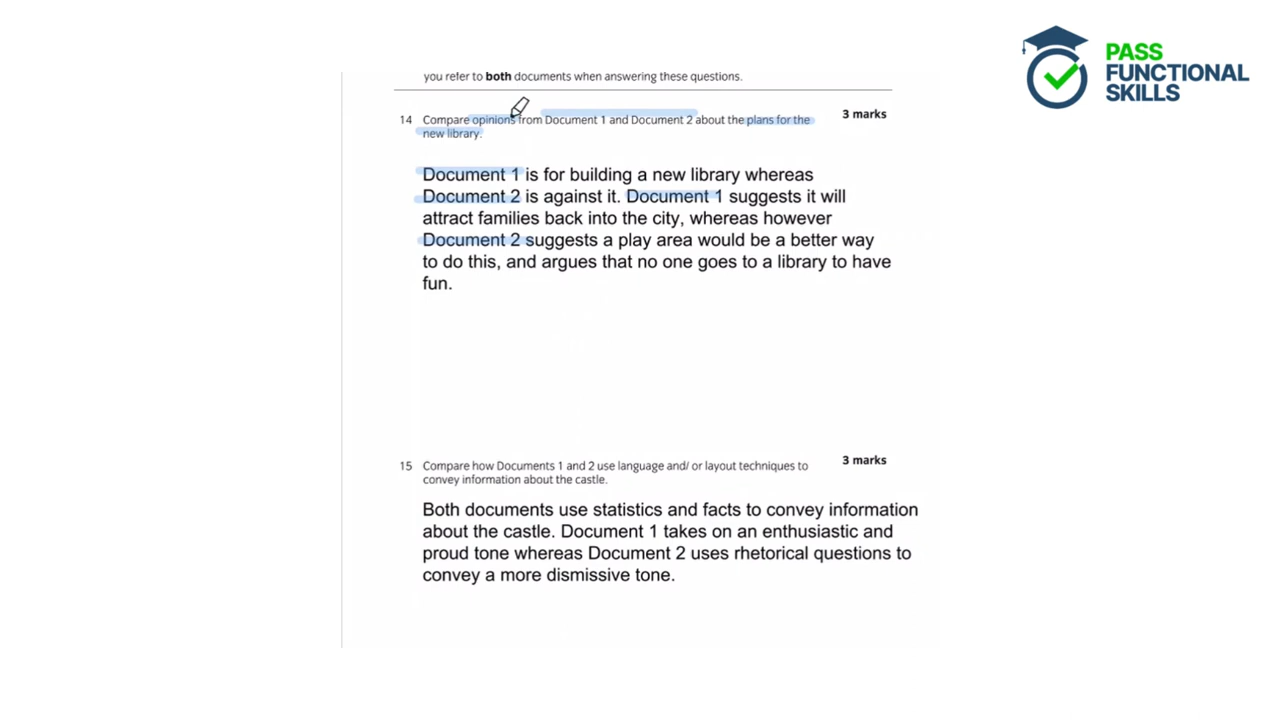 PASS
FUNCTIONAL
SKILLS
you refer to both documents when answering these questions.
14 Compare opinions from Document 1 and Document 2 about the plans for the
new library.
3 marks
Document 1 is for building a new library whereas
Document 2 is against it. Document 1 suggests it will
attract families back into the city, whereas however
Document 2 suggests a play area would be a better way
to do this, and argues that no one goes to a library to have
fun.
15 Compare how Documents 1 and 2 use language and/ or layout techniques to
convey information about the castle.
3 marks
Both documents use statistics and facts to convey information
about the castle. Document 1 takes on an enthusiastic and
proud tone whereas Document 2 uses rhetorical questions to
convey a more dismissive tone.